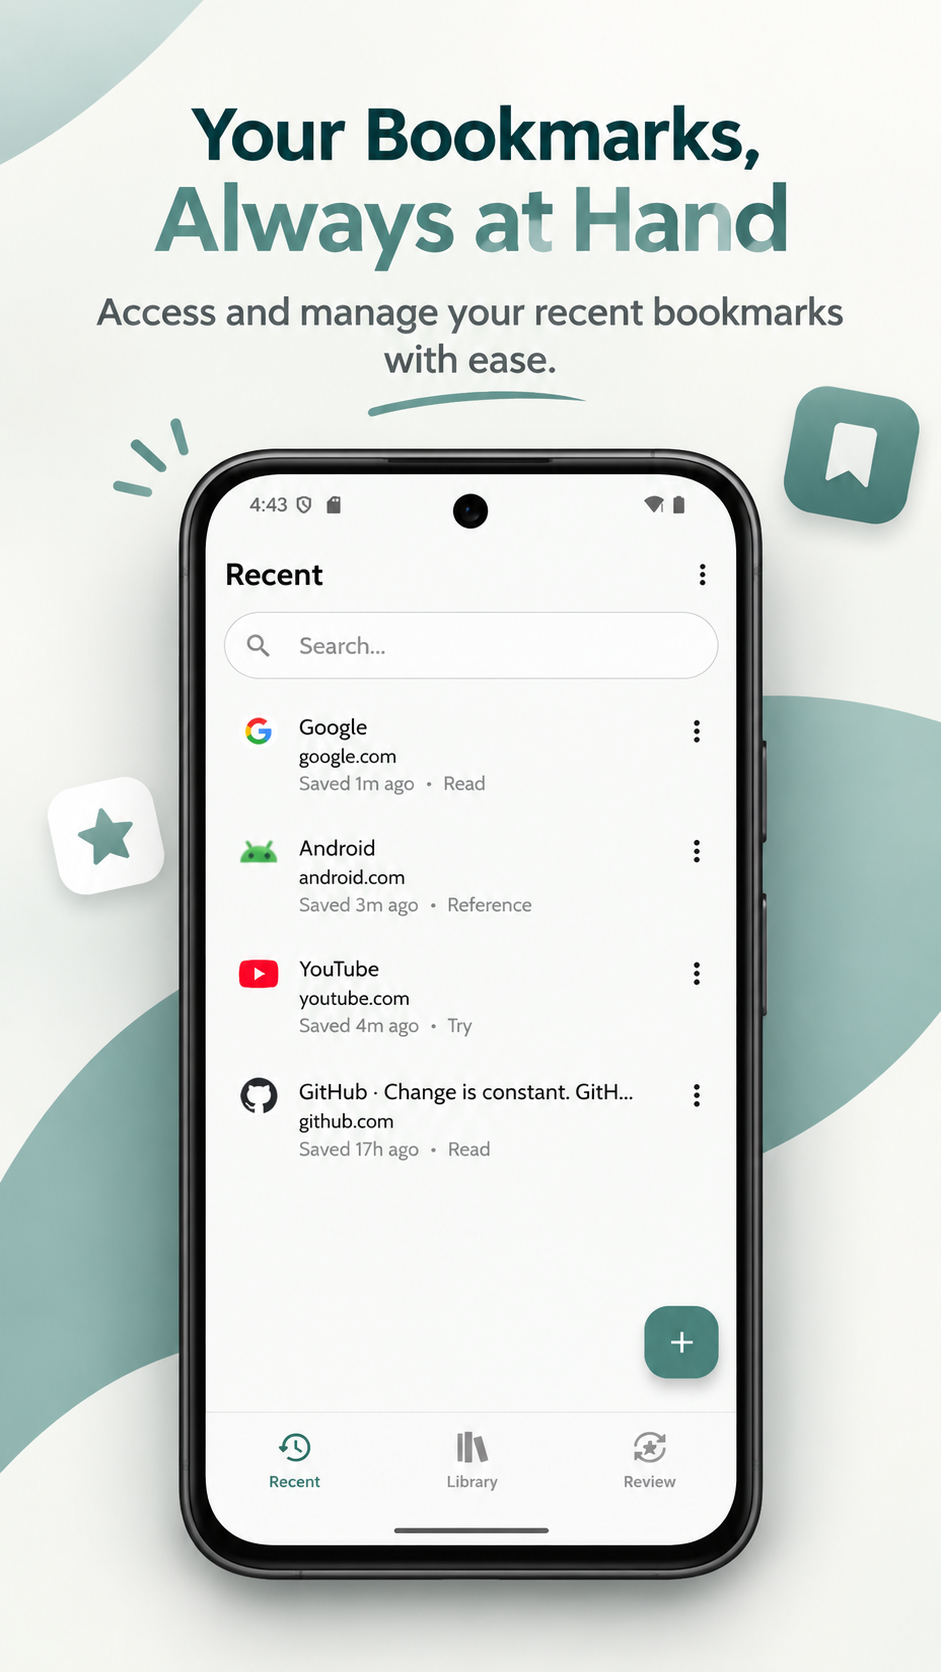 Your Bookmarks,
Always at Hand
Access and manage your recent bookmarks
with ease.
4:43
Recent
Search...
Google
google.com
Saved 1m ago • Read
Android
android.com
Saved 3m ago • Reference
YouTube
youtube.com
Saved 4m ago • Try
GitHub · Change is constant. GitH...
github.com
Saved 17h ago • Read
Recent
Library
Review